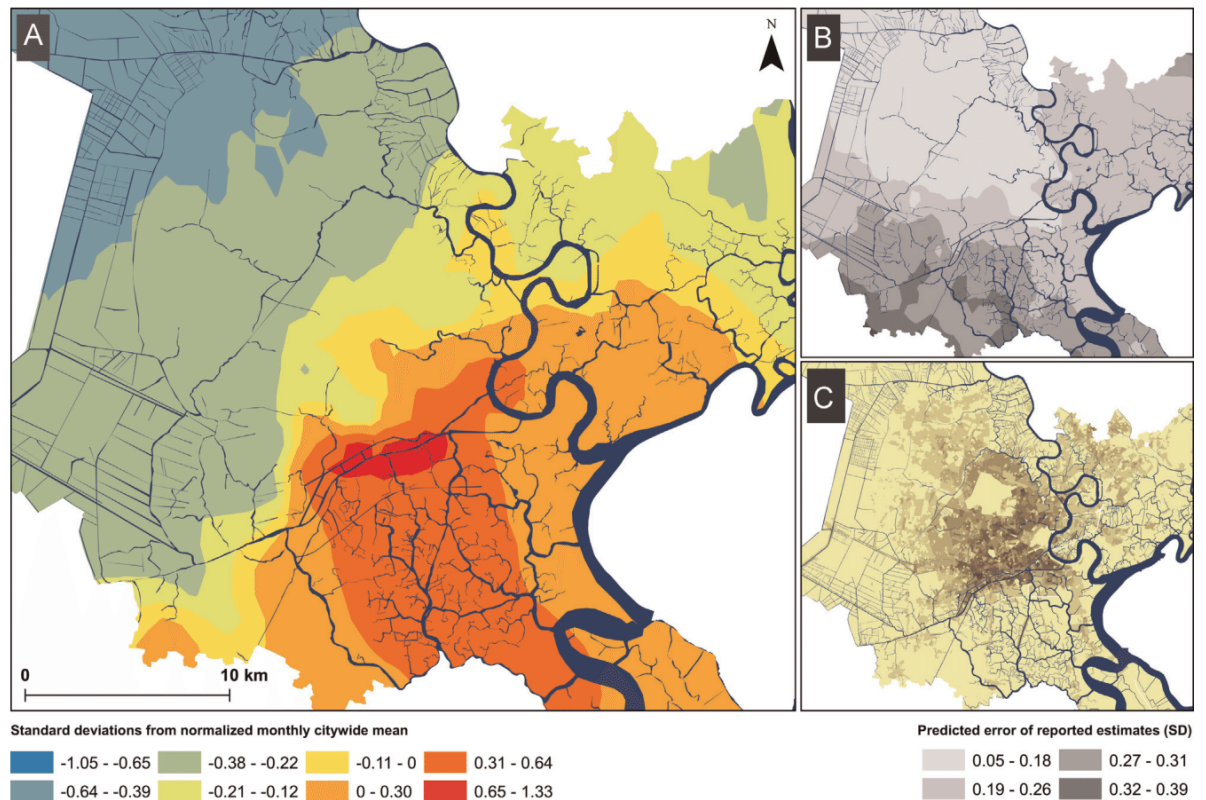 A
N
B
C
0 10 km
Standard deviations from normalized monthly citywide mean
-1.05 - -0.65 -0.38 - -0.22 -0.11 - 0 0.31 - 0.64
-0.64 - -0.39 -0.21 - -0.12 0 - 0.30 0.65 - 1.33
Predicted error of reported estimates (SD)
0.05 - 0.18 0.27 - 0.31
0.19 - 0.26 0.32 - 0.39